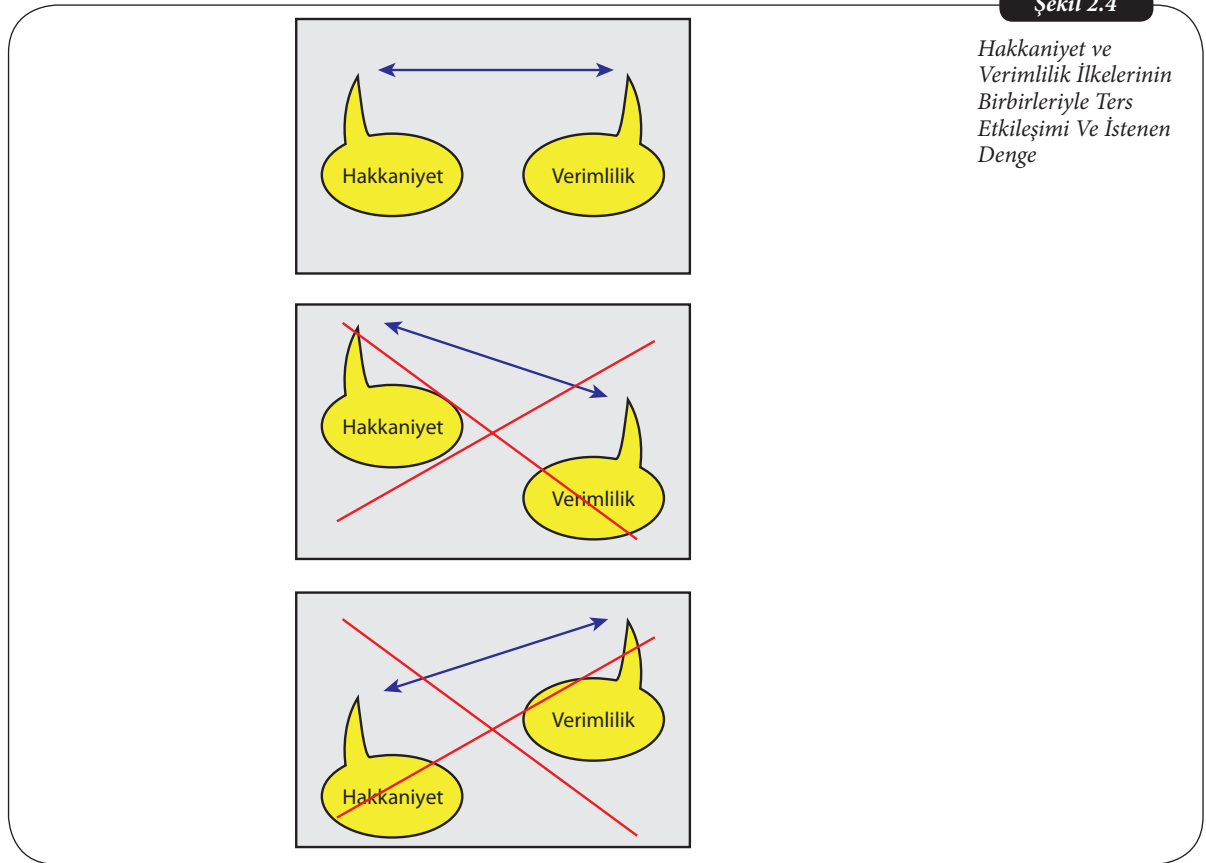 Şekil 2.4
Hakkaniyet ve
Verimlilik İlkelerinin
Birbirleriyle Ters
Etkileşimi Ve İstenen
Denge
Hakkaniyet
Verimlilik
Hakkaniyet
Verimlilik
Verimlilik
Hakkaniyet